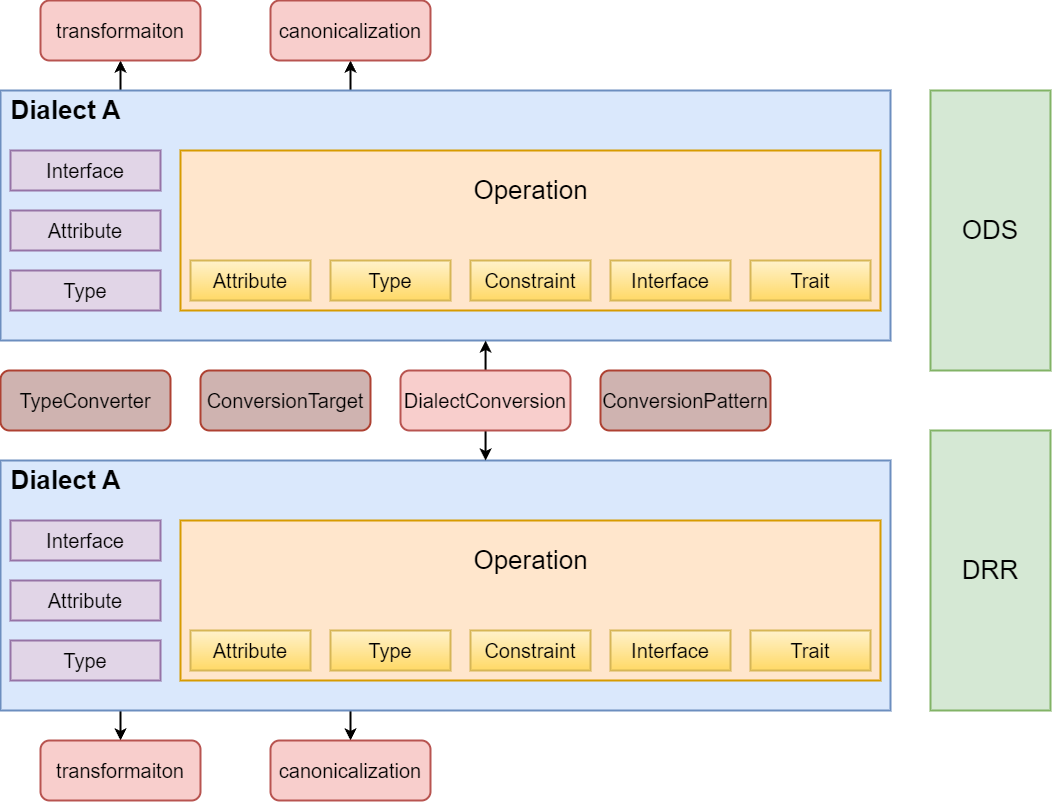 transformaiton
canonicalization
Dialect A
Interface
Attribute
Type
Operation
Attribute
Type
Constraint
Interface
Trait
ODS
TypeConverter
ConversionTarget
DialectConversion
ConversionPattern
Dialect A
Interface
Attribute
Type
Operation
Attribute
Type
Constraint
Interface
Trait
DRR
transformaiton
canonicalization